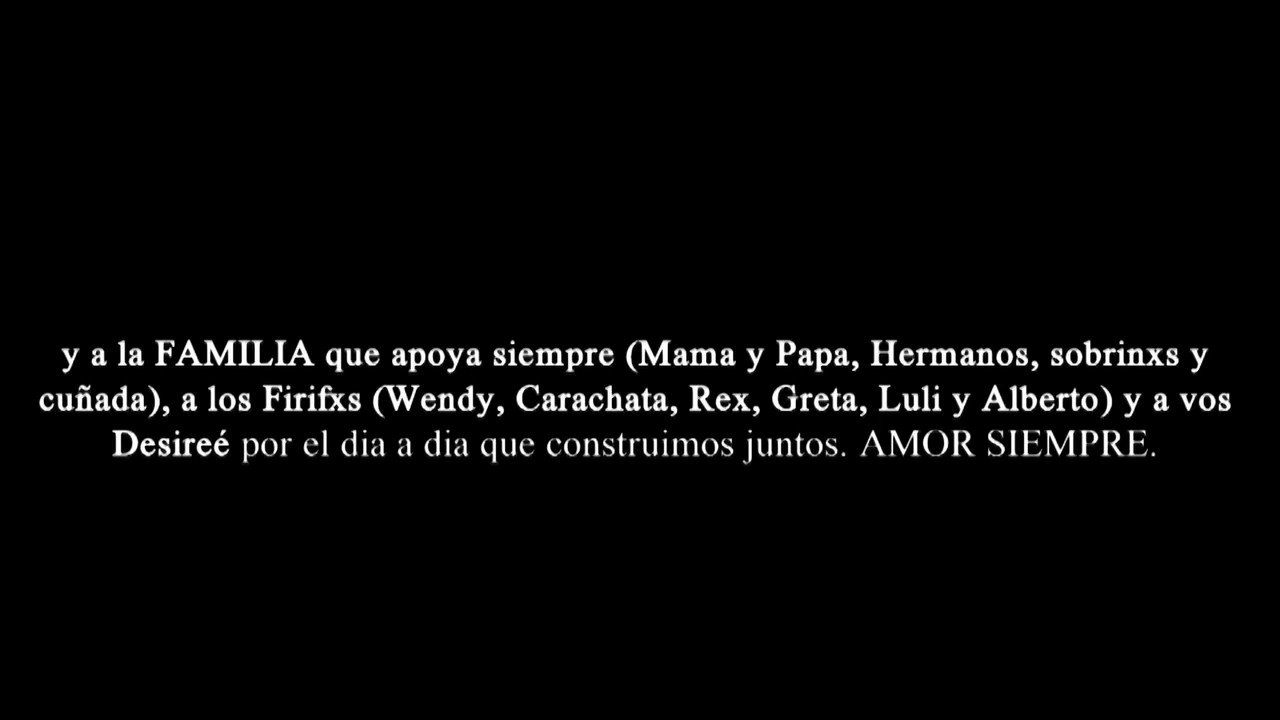 y a la FAMILIA que apoya siempre (Mama y Papa, Hermanos, sobrinxs y
cuñada), a los Firifxs (Wendy, Carachata, Rex, Greta, Luli y Alberto) y a vos
Desireé por el dia a dia que construimos juntos. AMOR SIEMPRE.